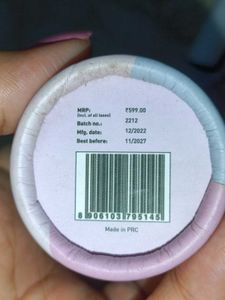 MRP: ₹599.00
(Incl. of all taxes)
Batch no.: 2212
Mfg. date: 12/2022
Best before: 11/2027
8 906103 795145
Made in PRC